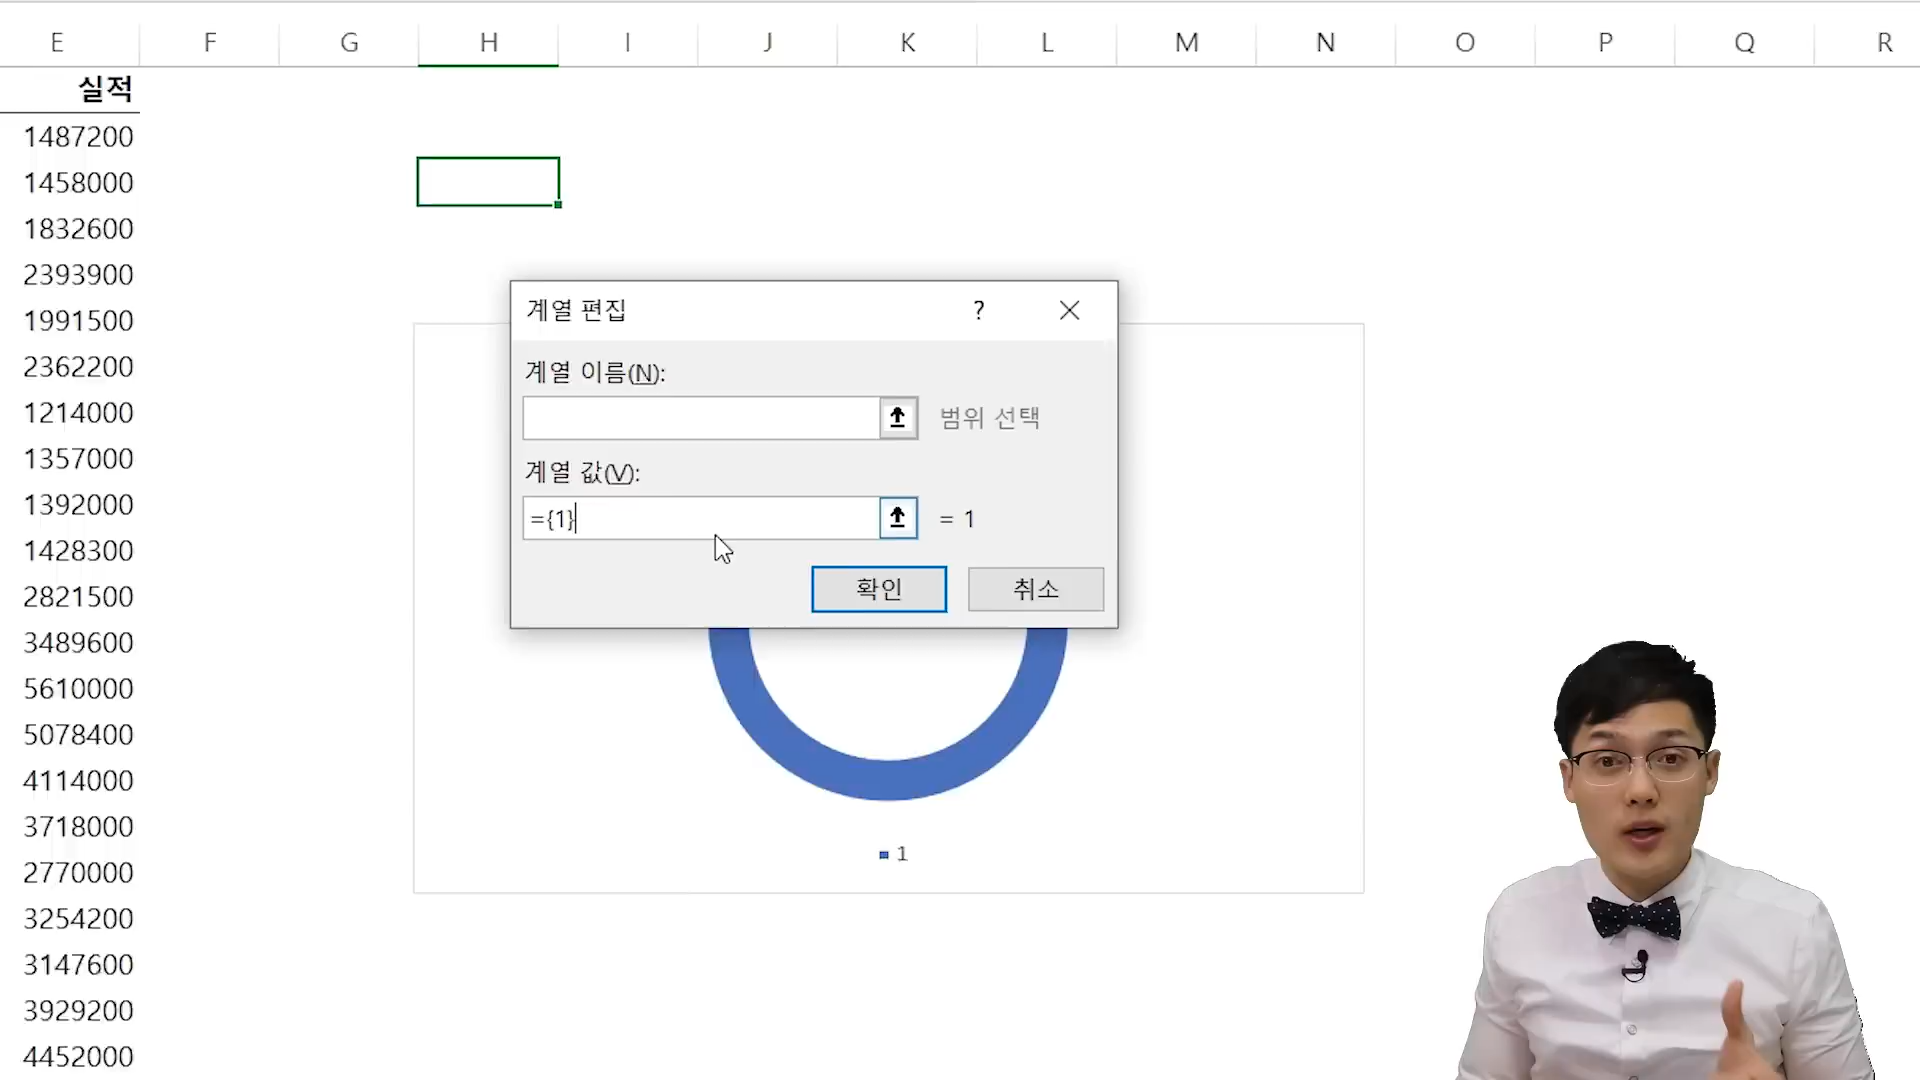 E F G H I J K L M N O P Q R
실적
1487200
1458000
1832600
2393900
1991500
2362200
1214000
1357000
1392000
1428300
2821500
3489600
5610000
5078400
4114000
3718000
2770000
3254200
3147600
3929200
4452000
계열 편집 ?
계열 이름(N):
범위 선택
계열 값(V):
={1} = 1
확인 취소
1